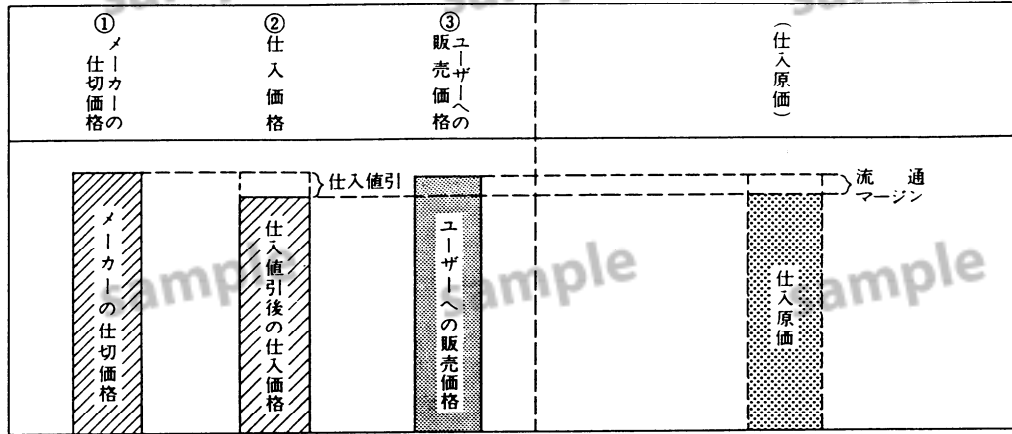 ①
メーカーの
仕切価格
②
仕入価格
③
ユーザーへの
販売価格
(仕入原価)
仕入値引
流通
マージン
メーカーの仕切価格
仕入値引後の仕入価格
ユーザーへの販売価格
仕入原価
sample
sample
sample
sample
sample
sample